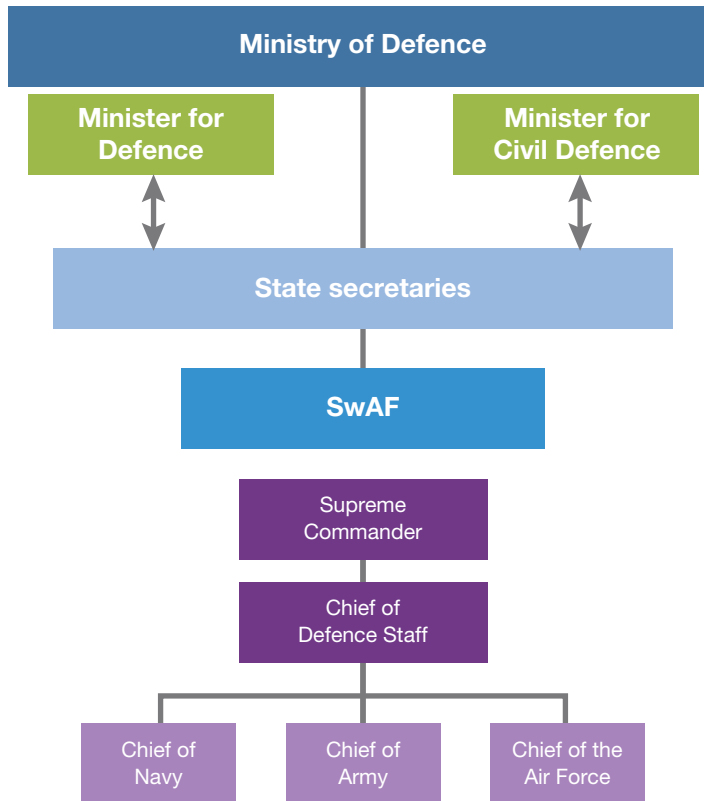 Ministry of Defence
Minister for
Defence
Minister for
Civil Defence
State secretaries
SwAF
Supreme
Commander
Chief of
Defence Staff
Chief of
Navy
Chief of
Army
Chief of the
Air Force